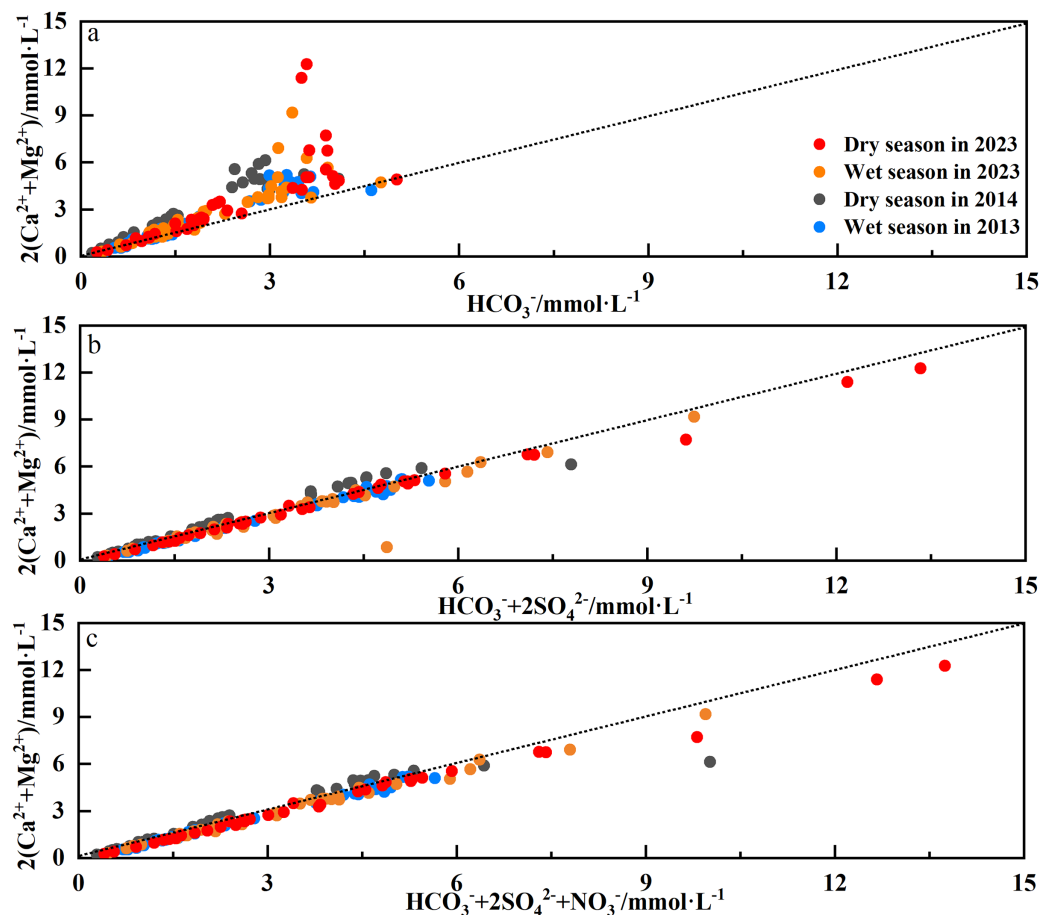 a
2(Ca²⁺+Mg²⁺)/mmol·L⁻¹
15
12
9
6
3
0
Dry season in 2023
Wet season in 2023
Dry season in 2014
Wet season in 2013
0 3 6 9 12 15
HCO₃⁻/mmol·L⁻¹
b
2(Ca²⁺+Mg²⁺)/mmol·L⁻¹
15
12
9
6
3
0
0 3 6 9 12 15
HCO₃⁻+2SO₄²⁻/mmol·L⁻¹
c
2(Ca²⁺+Mg²⁺)/mmol·L⁻¹
15
12
9
6
3
0
0 3 6 9 12 15
HCO₃⁻+2SO₄²⁻+NO₃⁻/mmol·L⁻¹